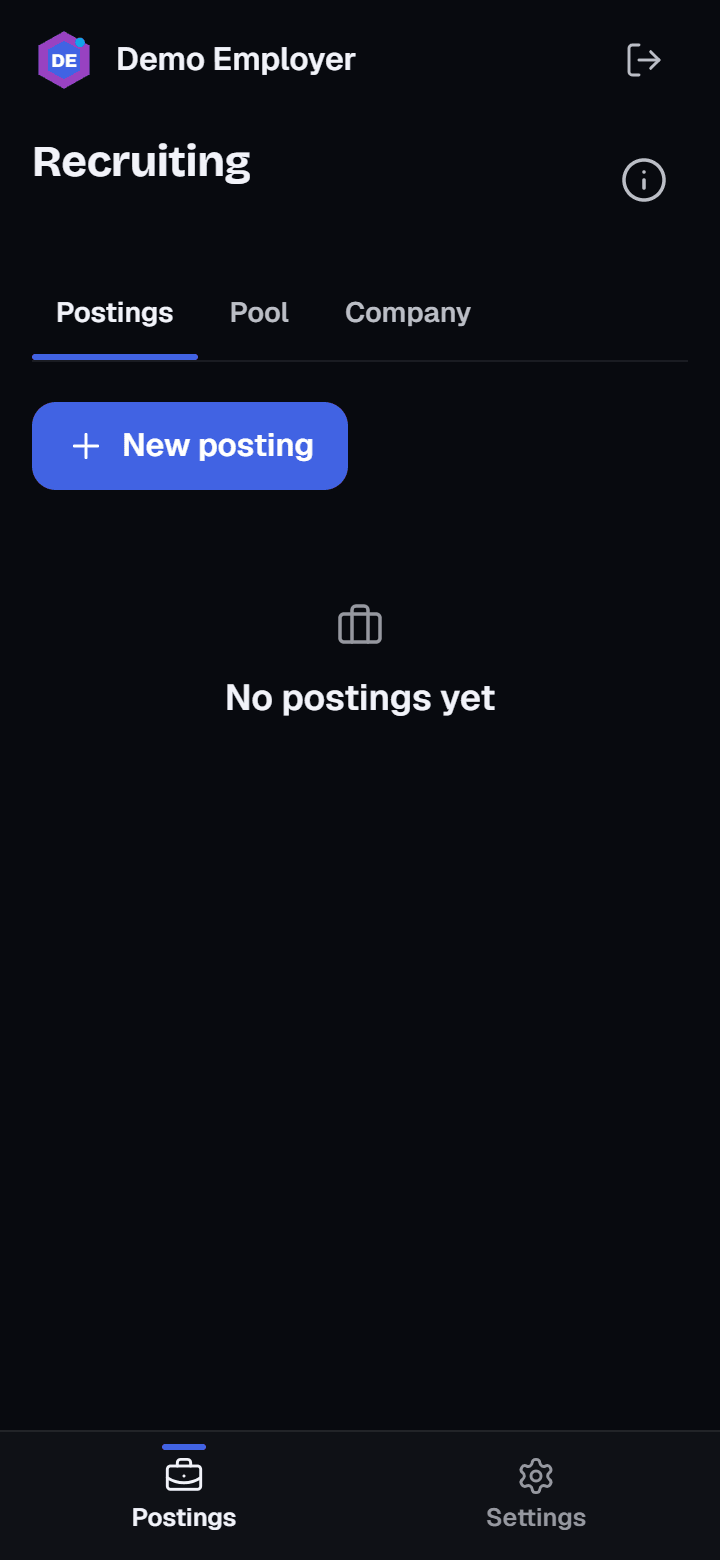 DE
Demo Employer
Recruiting
Postings
Pool
Company
New posting
No postings yet
Postings
Settings